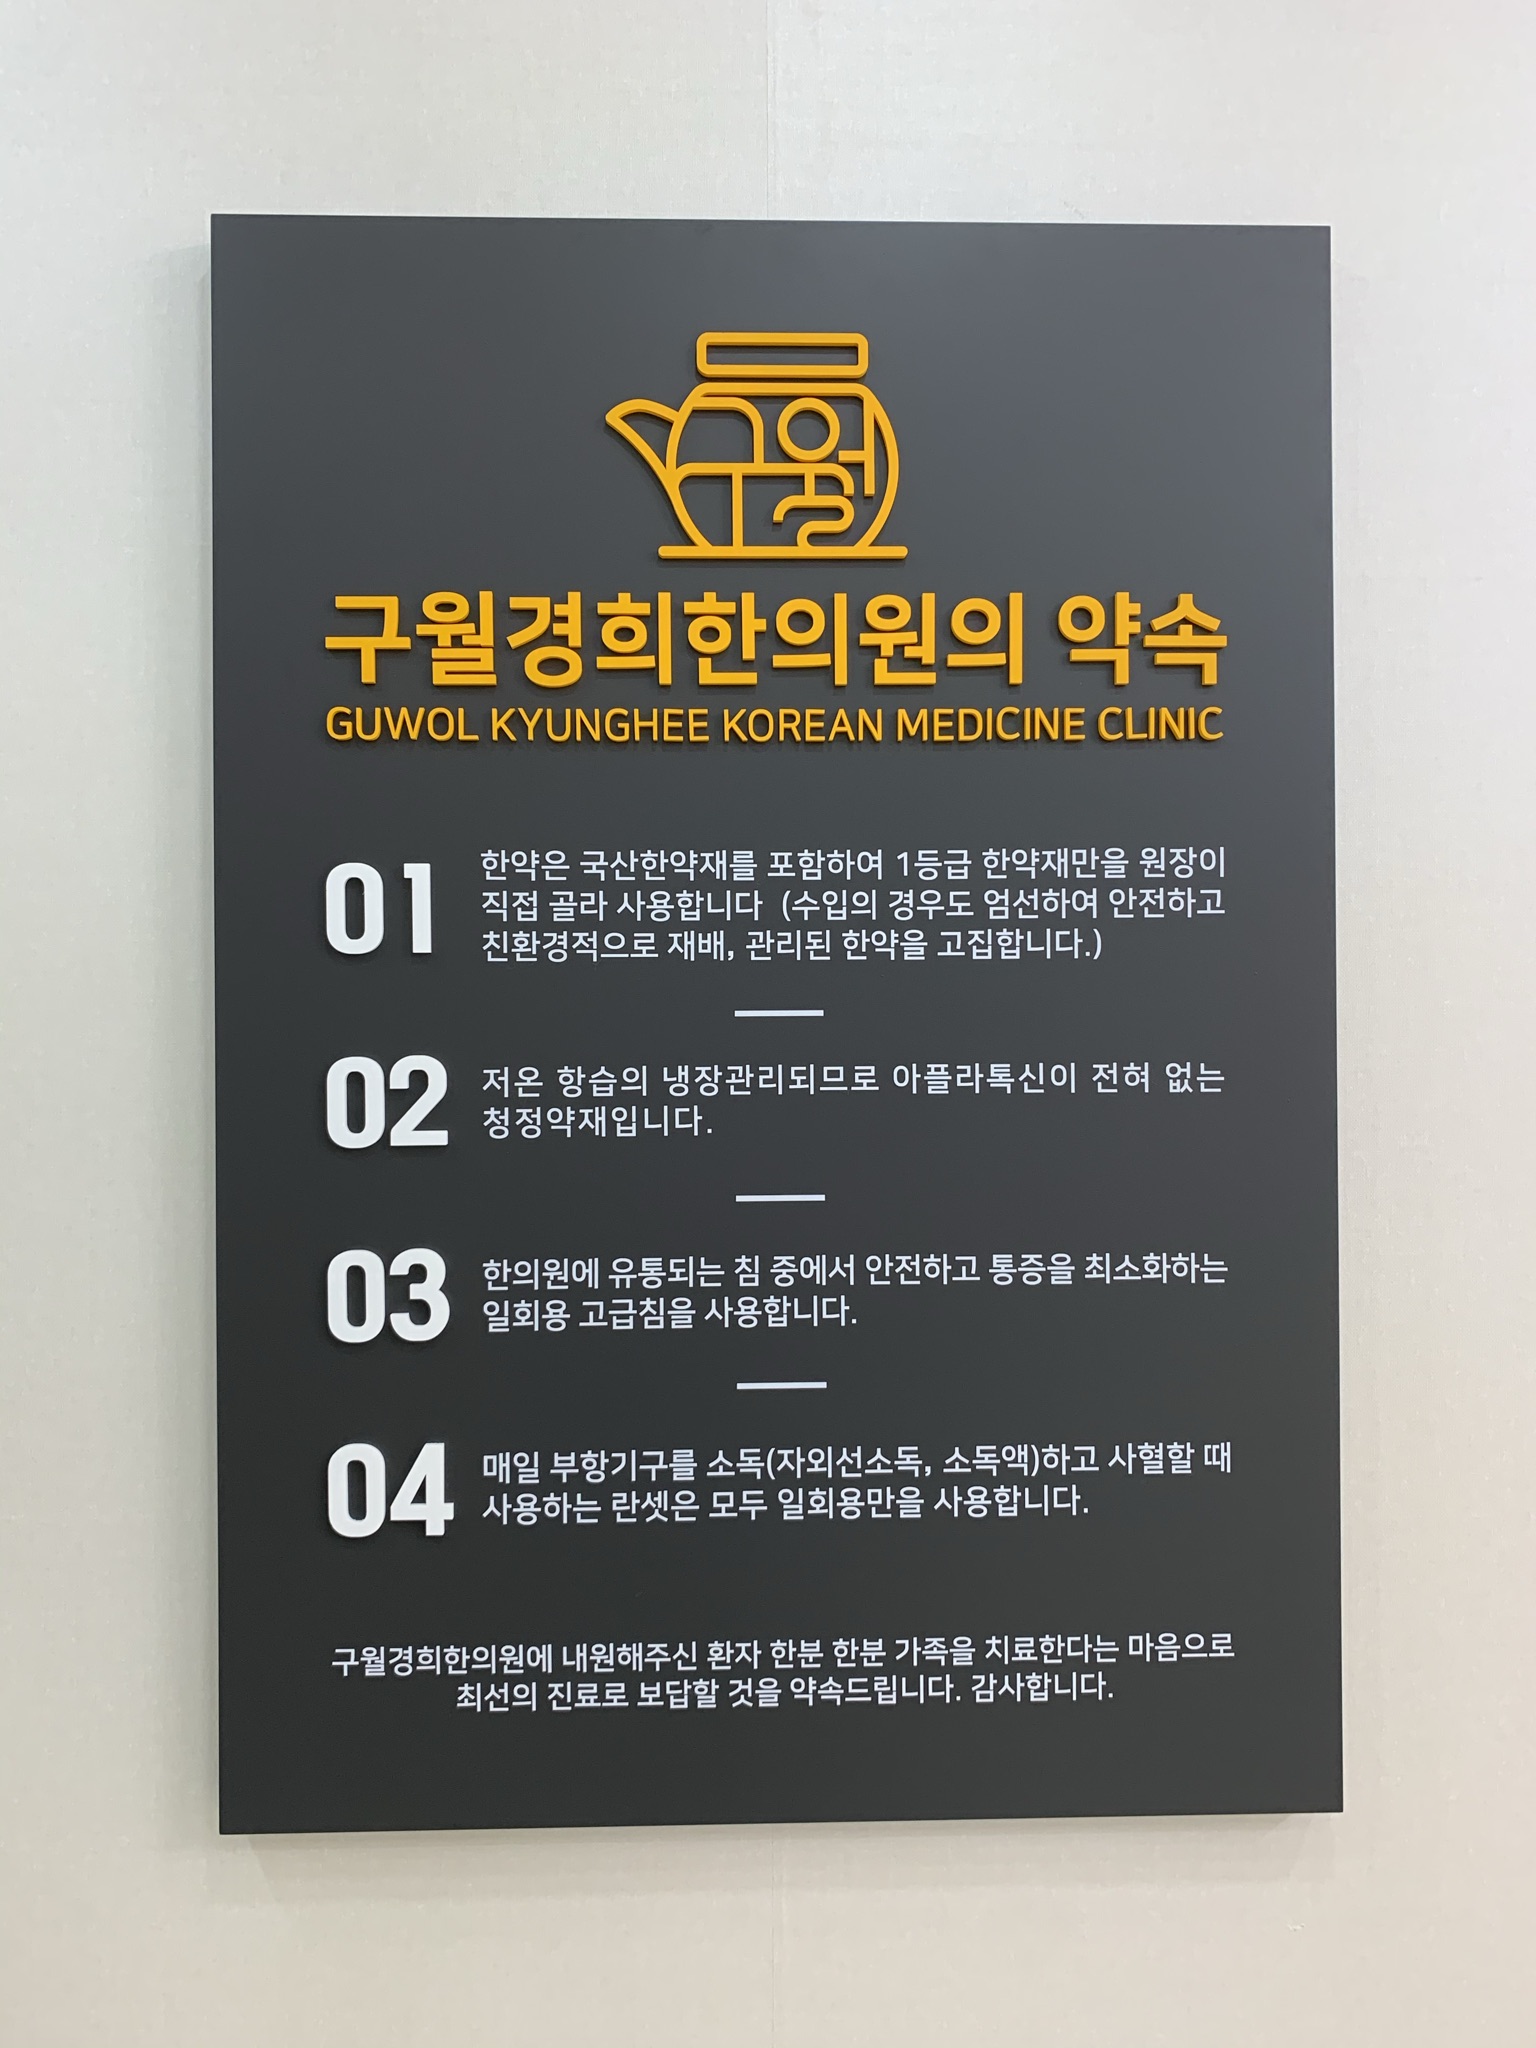 구월
구월경희한의원의 약속
GUWOL KYUNGHEE KOREAN MEDICINE CLINIC
01
한약은 국산한약재를 포함하여 1등급 한약재만을 원장이
직접 골라 사용합니다 (수입의 경우도 엄선하여 안전하고
친환경적으로 재배, 관리된 한약을 고집합니다.)
02
저온 항습의 냉장관리되므로 아플라톡신이 전혀 없는
청정약재입니다.
03
한의원에 유통되는 침 중에서 안전하고 통증을 최소화하는
일회용 고급침을 사용합니다.
04
매일 부항기구를 소독(자외선소독, 소독액)하고 사혈할 때
사용하는 란셋은 모두 일회용만을 사용합니다.
구월경희한의원에 내원해주신 환자 한분 한분 가족을 치료한다는 마음으로
최선의 진료로 보답할 것을 약속드립니다. 감사합니다.